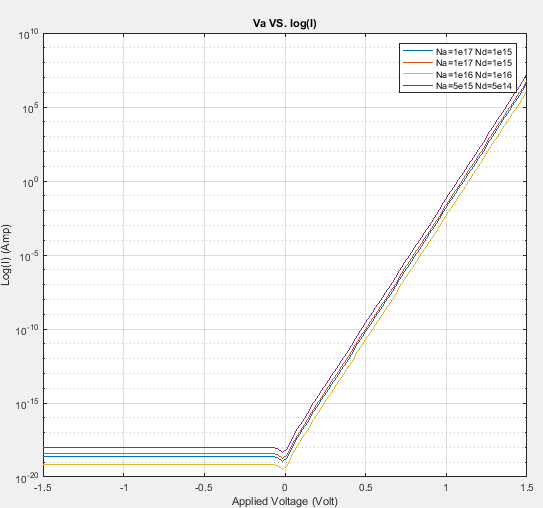 Va VS. log(I)
10^10
10^5
10^0
10^-5
10^-10
10^-15
10^-20
Log(I) (Amp)
Na=1e17 Nd=1e15
Na=1e17 Nd=1e15
Na=1e16 Nd=1e16
Na=5e15 Nd=5e14
-1.5 -1 -0.5 0 0.5 1 1.5
Applied Voltage (Volt)